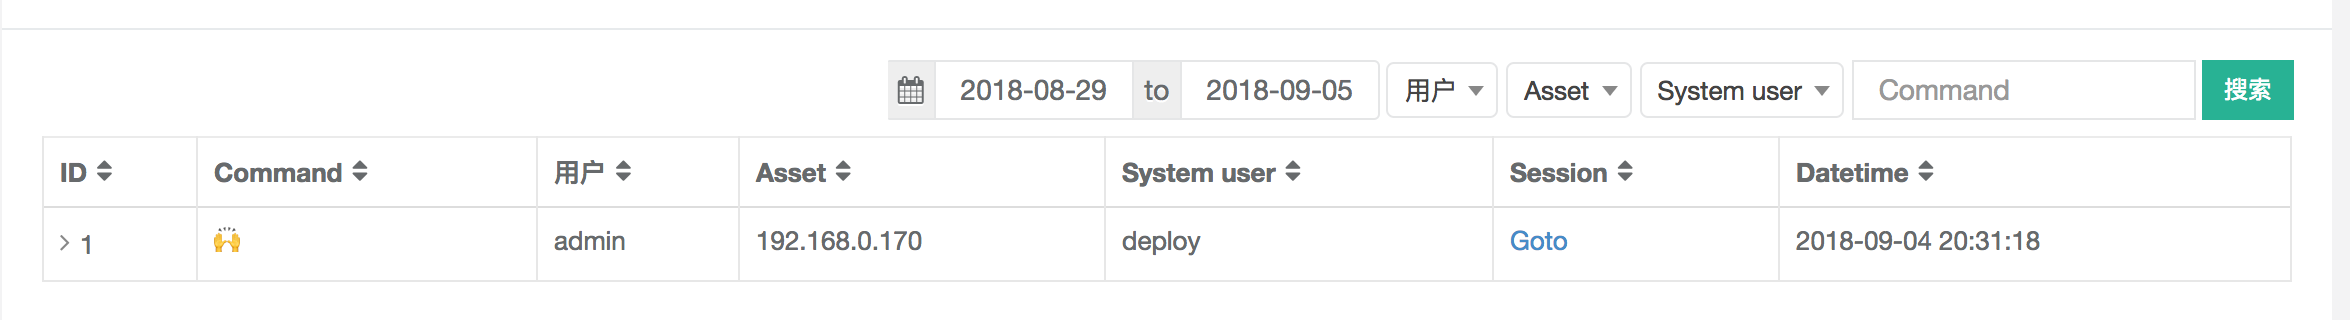 2018-08-29 to 2018-09-05 用户 Asset System user Command 搜索
ID Command 用户 Asset System user Session Datetime
1 🙌 admin 192.168.0.170 deploy Goto 2018-09-04 20:31:18